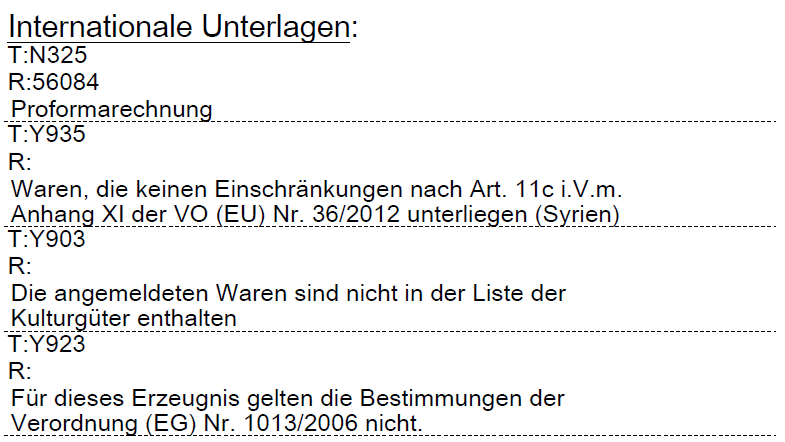 Internationale Unterlagen:
T:N325
R:56084
Proformarechnung
T:Y935
R:
Waren, die keinen Einschränkungen nach Art. 11c i.V.m.
Anhang XI der VO (EU) Nr. 36/2012 unterliegen (Syrien)
T:Y903
R:
Die angemeldeten Waren sind nicht in der Liste der
Kulturgüter enthalten
T:Y923
R:
Für dieses Erzeugnis gelten die Bestimmungen der
Verordnung (EG) Nr. 1013/2006 nicht.